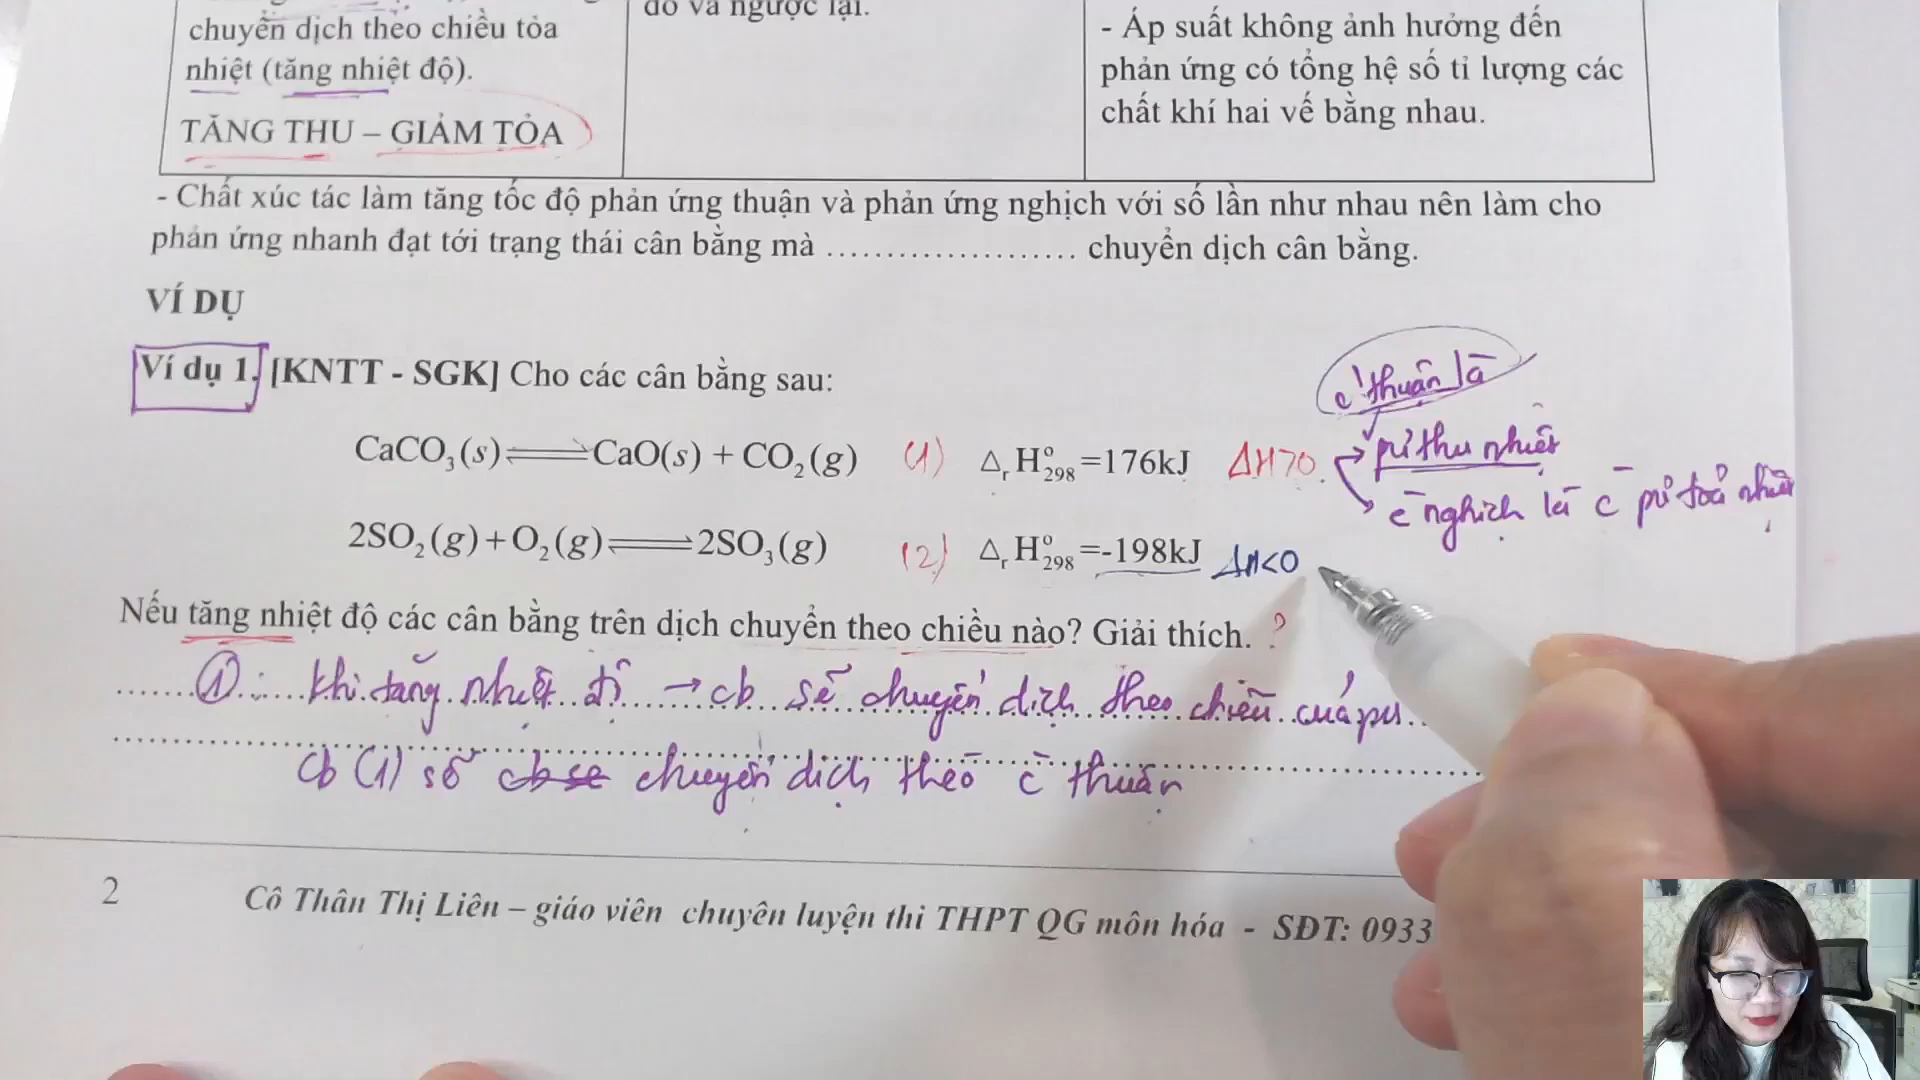 chuyển dịch theo chiều tỏa
nhiệt (tăng nhiệt độ).
TĂNG THU – GIẢM TỎA
đó và ngược lại.
- Áp suất không ảnh hưởng đến
phản ứng có tổng hệ số tỉ lượng các
chất khí hai vế bằng nhau.
- Chất xúc tác làm tăng tốc độ phản ứng thuận và phản ứng nghịch với số lần như nhau nên làm cho
phản ứng nhanh đạt tới trạng thái cân bằng mà ..................... chuyển dịch cân bằng.
VÍ DỤ
Ví dụ 1. [KNTT - SGK] Cho các cân bằng sau:
c thuận là
CaCO₃(s) ⇌ CaO(s) + CO₂(g) (1) ΔᵣH°₂₉₈ =176kJ ΔH>0
pứ thu nhiệt
c nghịch là c pứ toả nhiệt
2SO₂(g)+O₂(g) ⇌ 2SO₃(g) (2) ΔᵣH°₂₉₈ =-198kJ ΔH<0
Nếu tăng nhiệt độ các cân bằng trên dịch chuyển theo chiều nào? Giải thích. ?
① : khi tăng nhiệt độ → cb sẽ chuyển dịch theo chiều của pư
cb (1) sẽ cb se chuyển dịch theo c thuận
2 Cô Thân Thị Liên – giáo viên chuyên luyện thi THPT QG môn hóa - SĐT: 0933